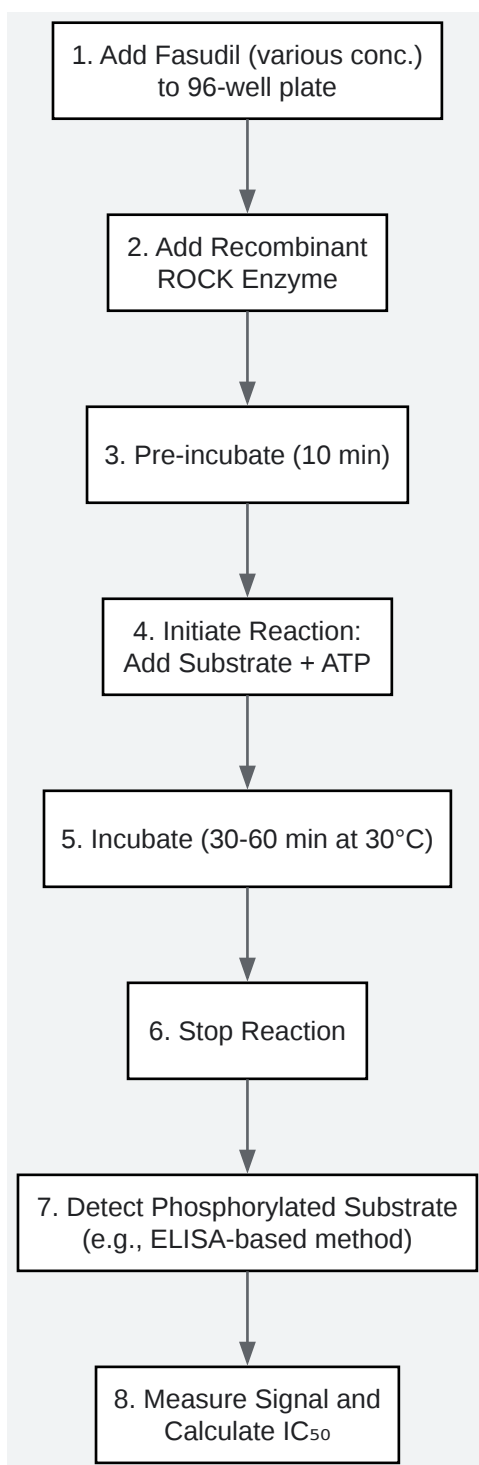 1. Add Fasudil (various conc.)
to 96-well plate
2. Add Recombinant
ROCK Enzyme
3. Pre-incubate (10 min)
4. Initiate Reaction:
Add Substrate + ATP
5. Incubate (30-60 min at 30°C)
6. Stop Reaction
7. Detect Phosphorylated Substrate
(e.g., ELISA-based method)
8. Measure Signal and
Calculate IC₅₀